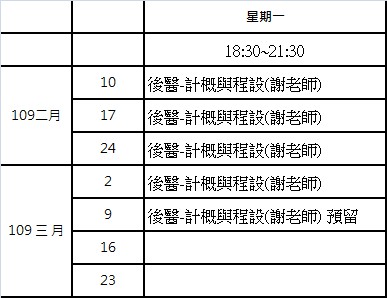 星期一
18:30~21:30
109二月
10 後醫-計概與程設(謝老師)
17 後醫-計概與程設(謝老師)
24 後醫-計概與程設(謝老師)
109 三 月
2 後醫-計概與程設(謝老師)
9 後醫-計概與程設(謝老師) 預留
16
23